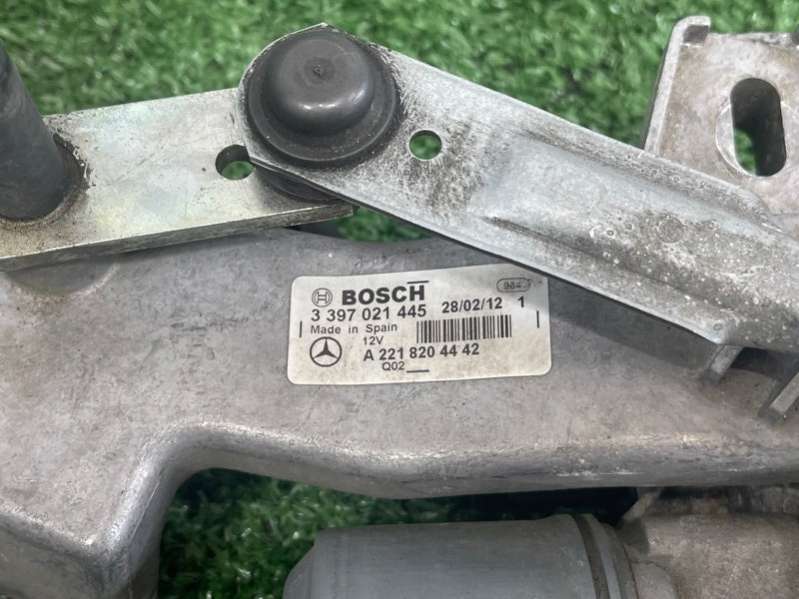 BOSCH
3 397 021 445 28/02/12 1
Made in Spain
12V
A 221 820 44 42
Q02